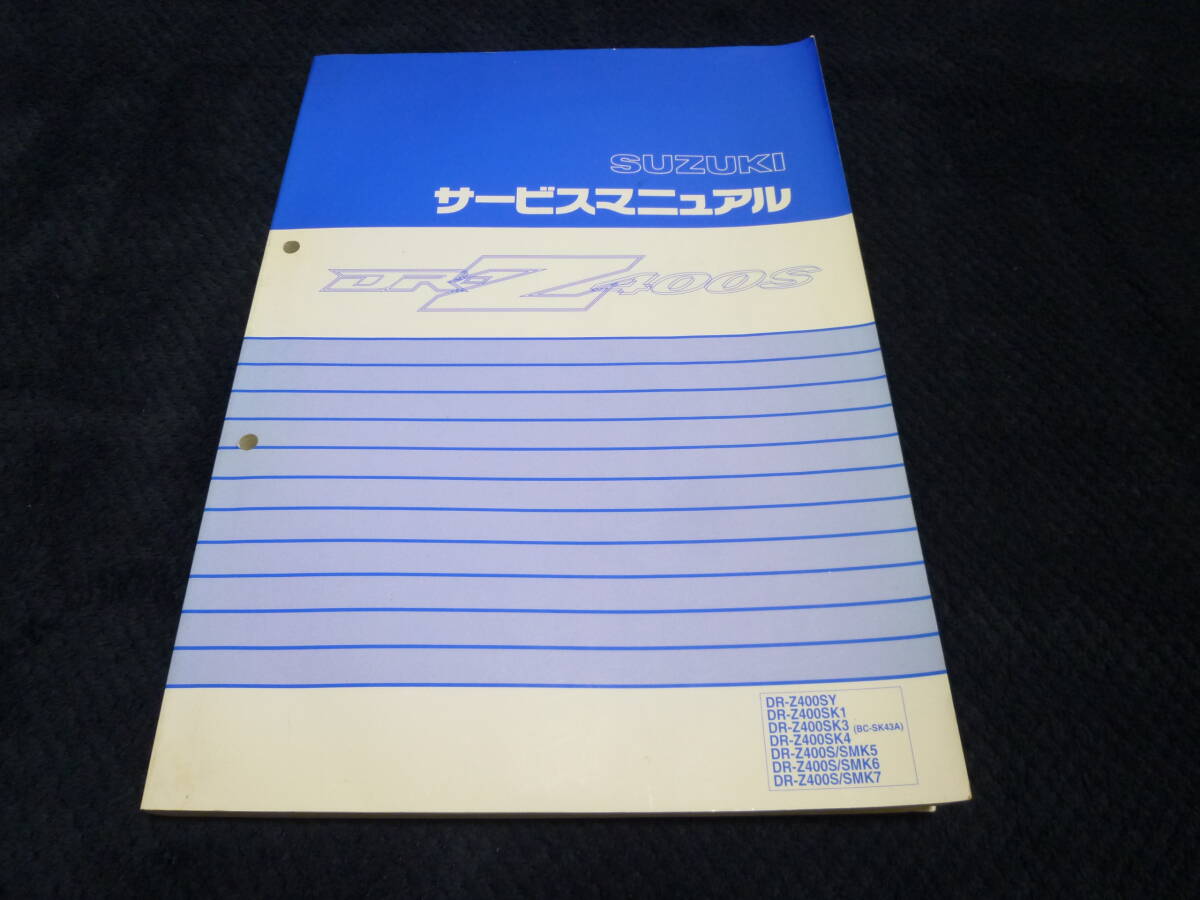 SUZUKI
サービスマニュアル
DR-Z400S
DR-Z400SY
DR-Z400SK1
DR-Z400SK3 (BC-SK43A)
DR-Z400SK4
DR-Z400S/SMK5
DR-Z400S/SMK6
DR-Z400S/SMK7